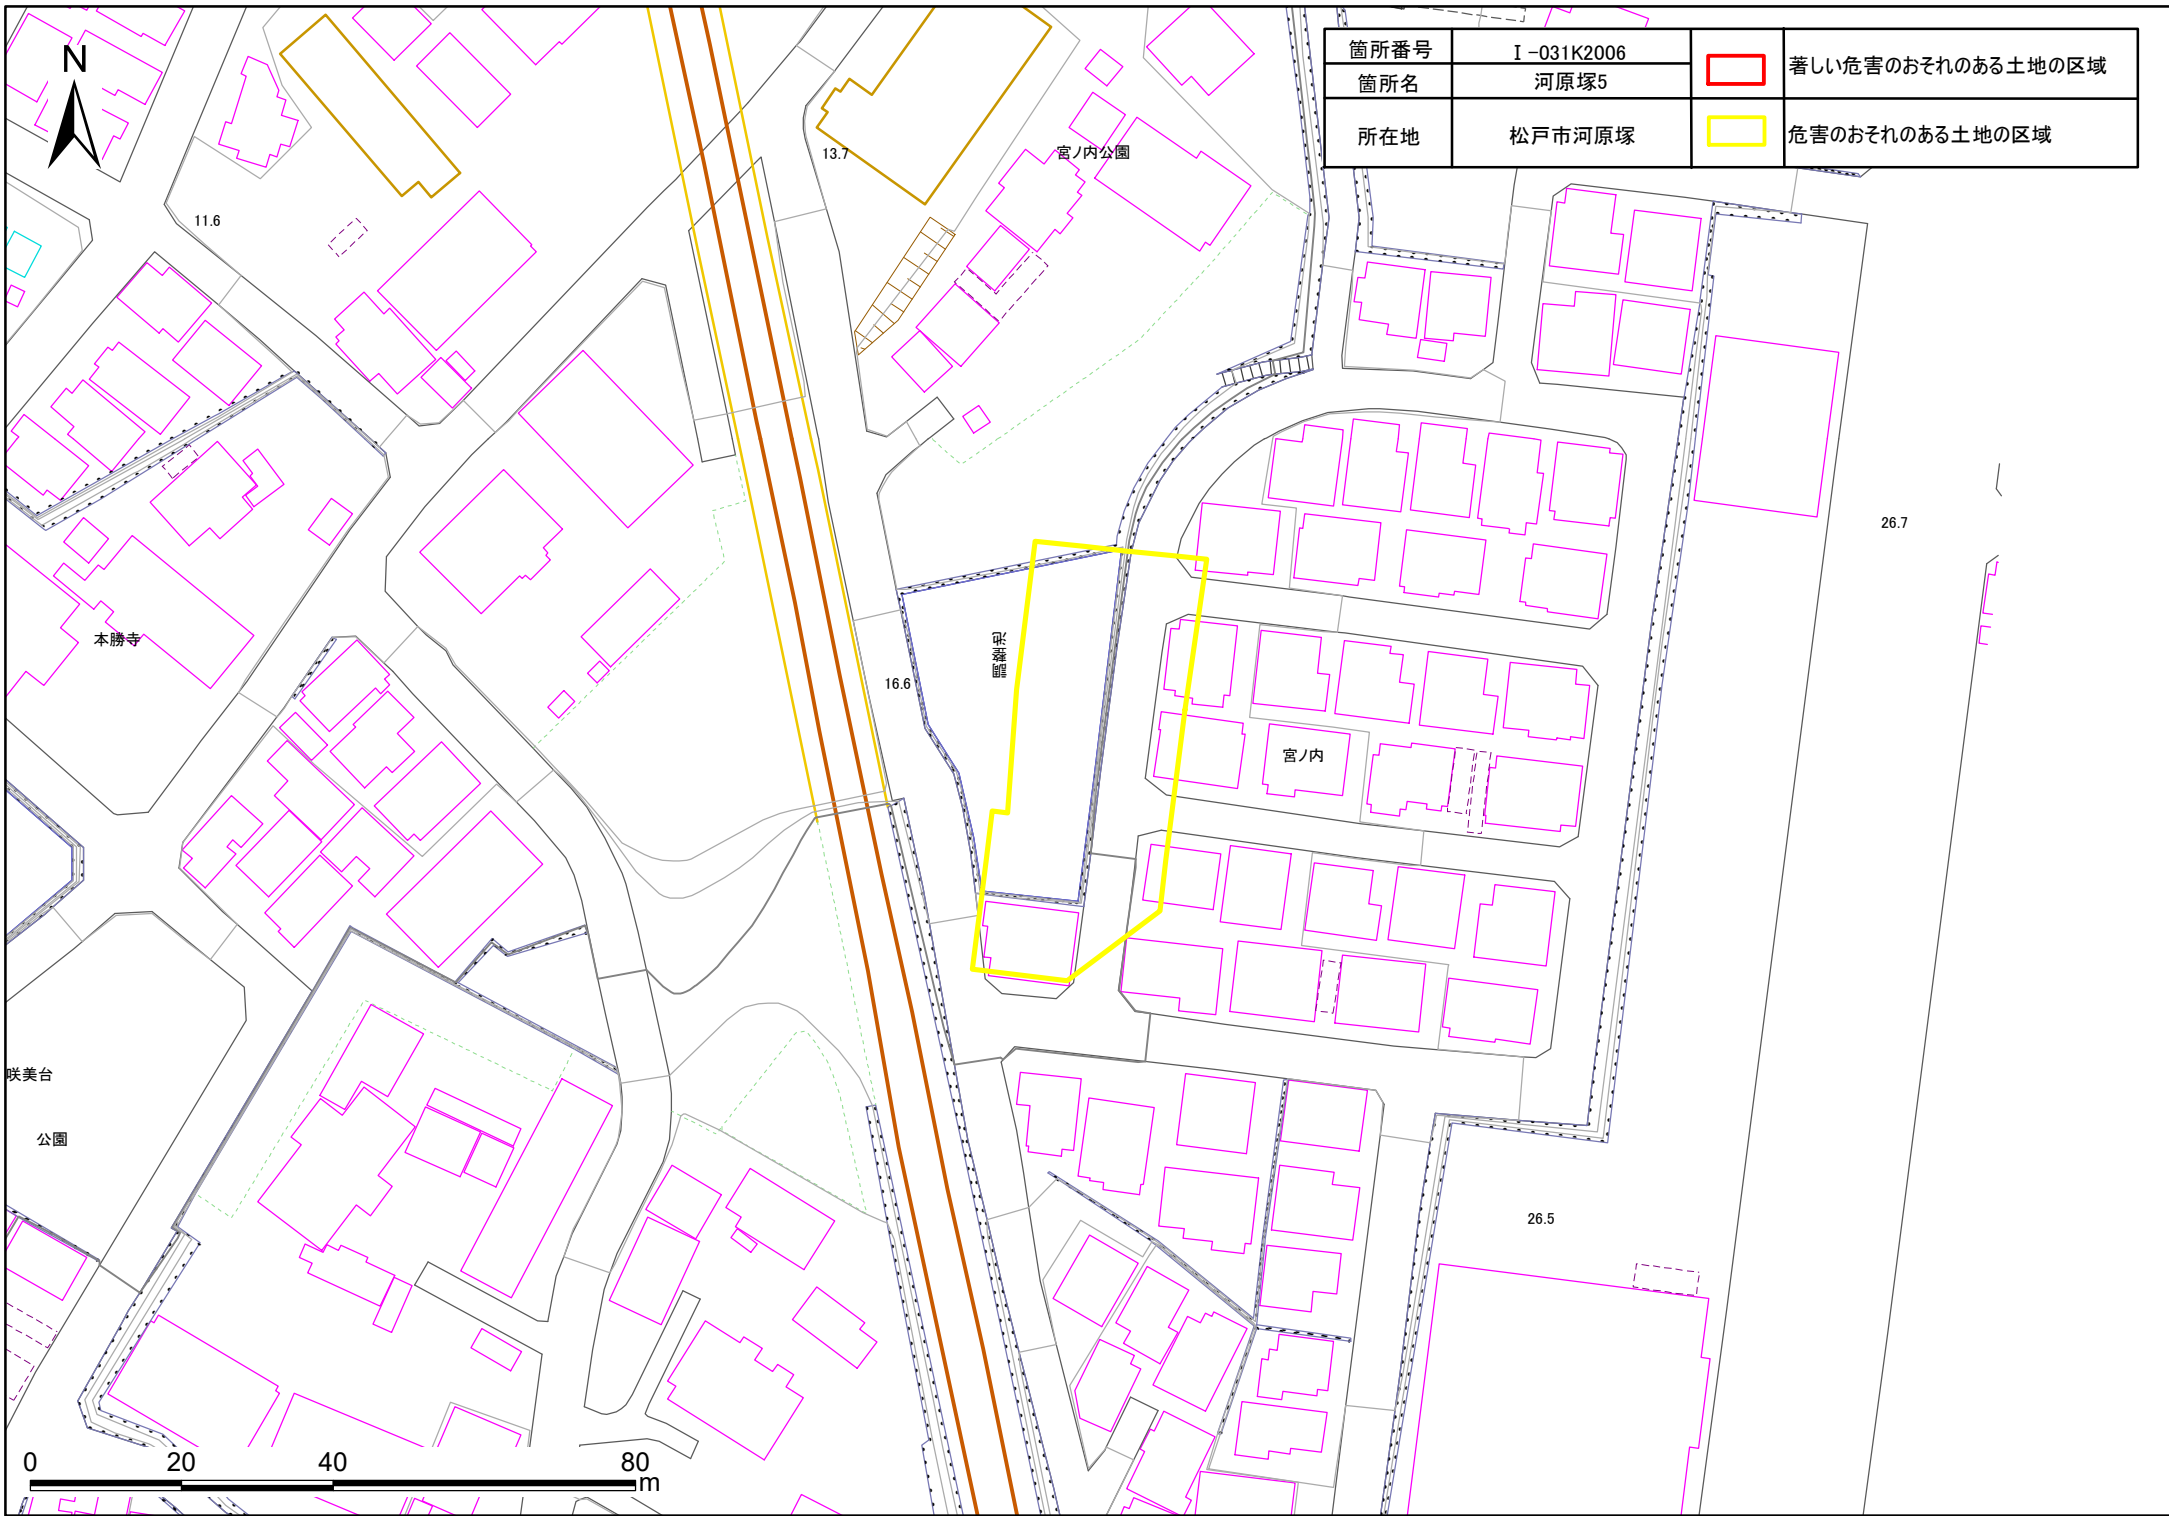 N
箇所番号
Ⅰ-031K2006
著しい危害のおそれのある土地の区域
箇所名
河原塚5
所在地
松戸市河原塚
危害のおそれのある土地の区域
13.7
宮ノ内公園
11.6
26.7
本勝寺
調整池
16.6
宮ノ内
咲美台
公園
26.5
0 20 40 80
m